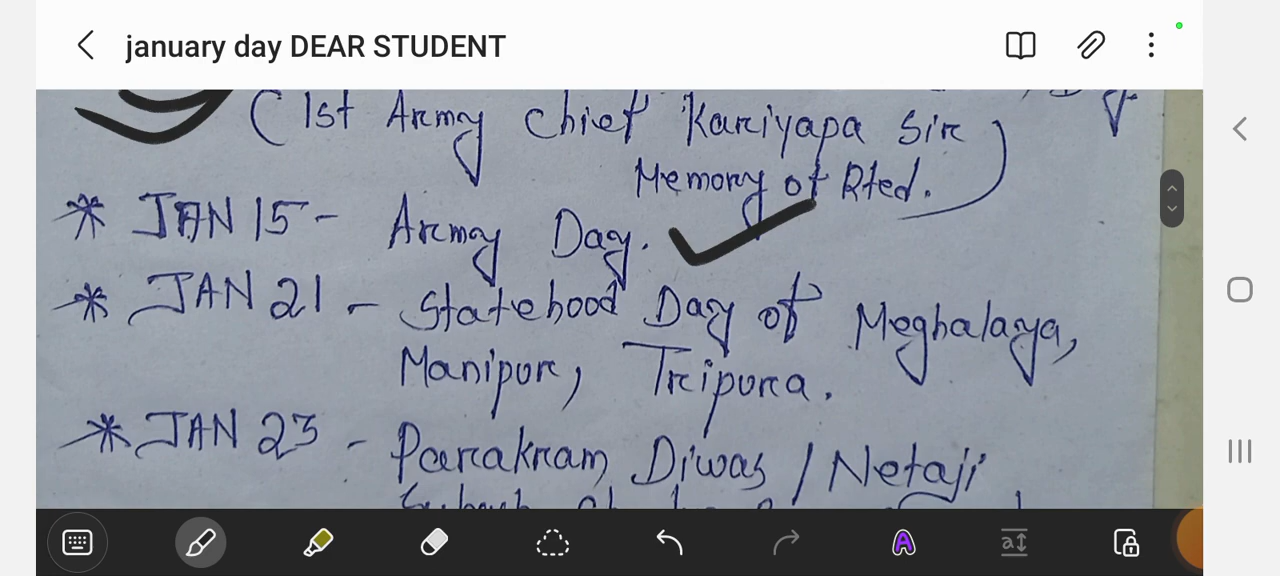 january day DEAR STUDENT
(1st Army Chief Kariyapa Sir
Memory of Rted.)
* JAN 15- Army Day.
* JAN 21 - Statehood Day of Meghalaya,
Manipur, Tripura.
* JAN 23 - Parakram Diwas / Netaji
A
a